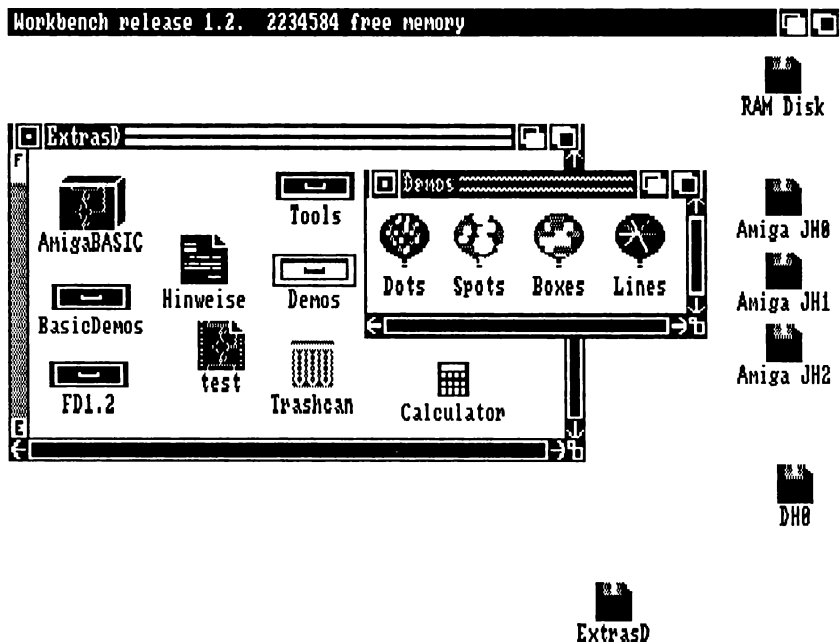 Workbench release 1.2.  2234584 free memory
RAM Disk
ExtrasD
F
AmigaBASIC
Tools
Hinweise
BasicDemos
Demos
test
FD1.2
Trashcan
Calculator
E
Demos
Dots Spots Boxes Lines
Amiga JH0
Amiga JH1
Amiga JH2
DH0
ExtrasD